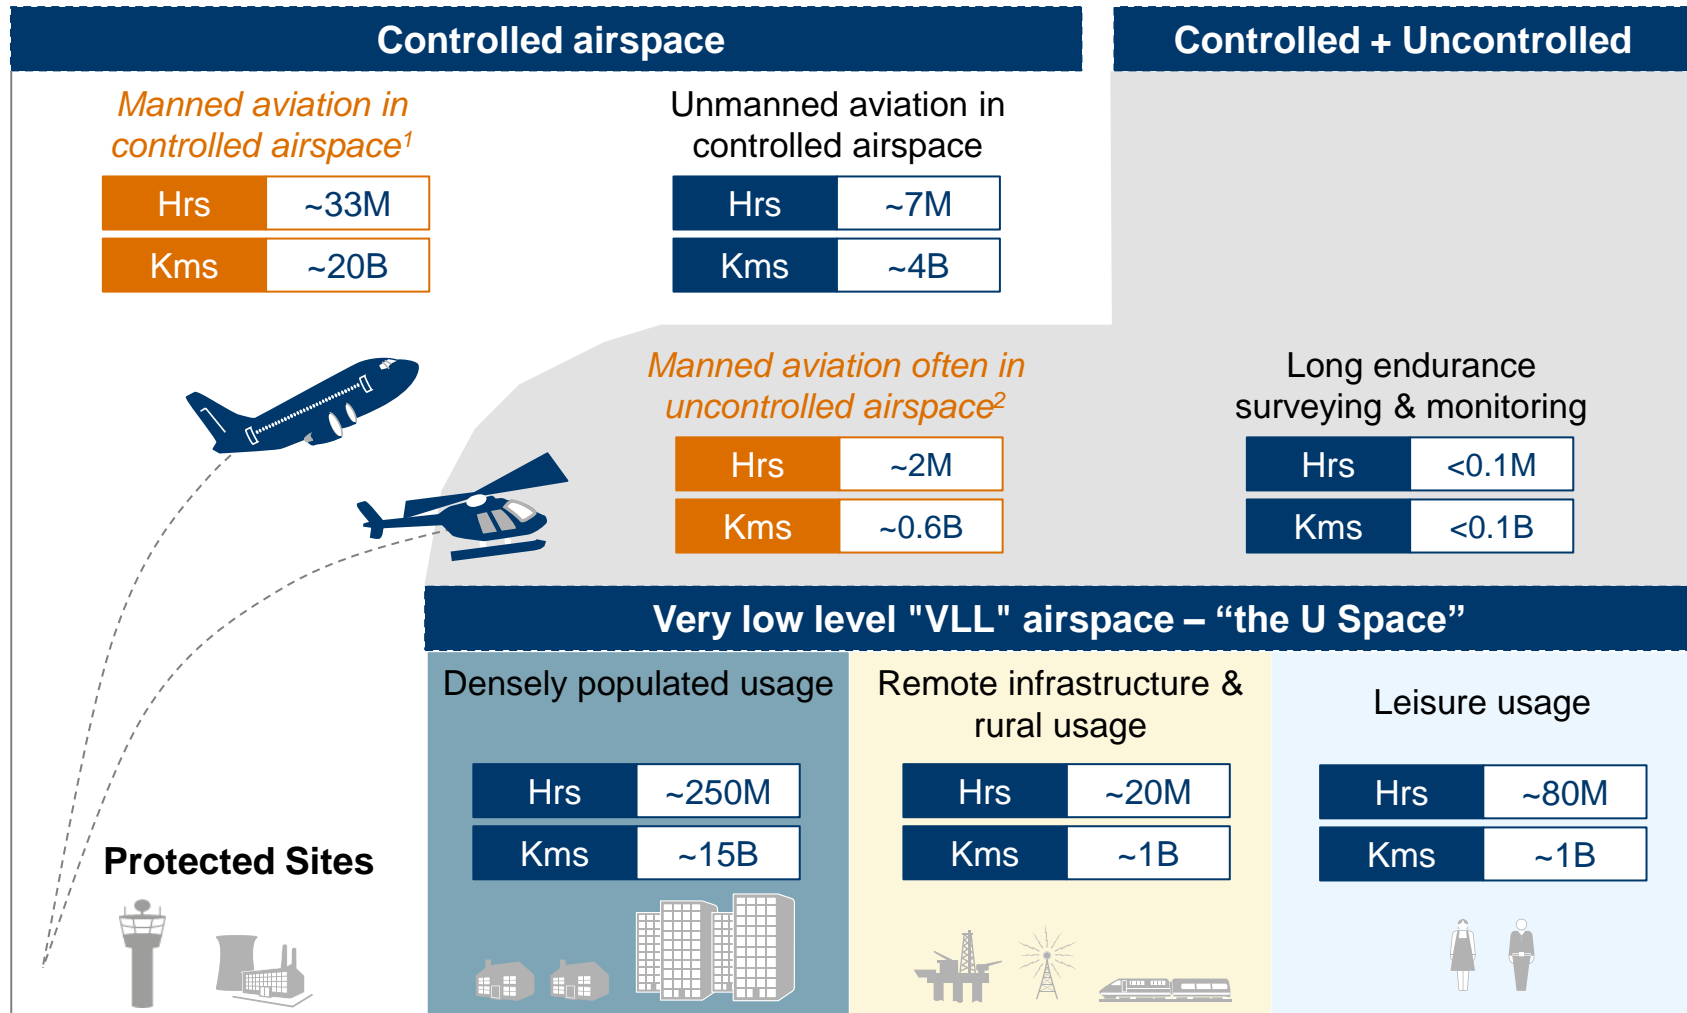 Controlled airspace
Controlled + Uncontrolled
Manned aviation in
controlled airspace¹
Hrs ~33M
Kms ~20B
Unmanned aviation in
controlled airspace
Hrs ~7M
Kms ~4B
Manned aviation often in
uncontrolled airspace²
Hrs ~2M
Kms ~0.6B
Long endurance
surveying & monitoring
Hrs <0.1M
Kms <0.1B
Very low level "VLL" airspace – “the U Space”
Densely populated usage
Hrs ~250M
Kms ~15B
Remote infrastructure &
rural usage
Hrs ~20M
Kms ~1B
Leisure usage
Hrs ~80M
Kms ~1B
Protected Sites